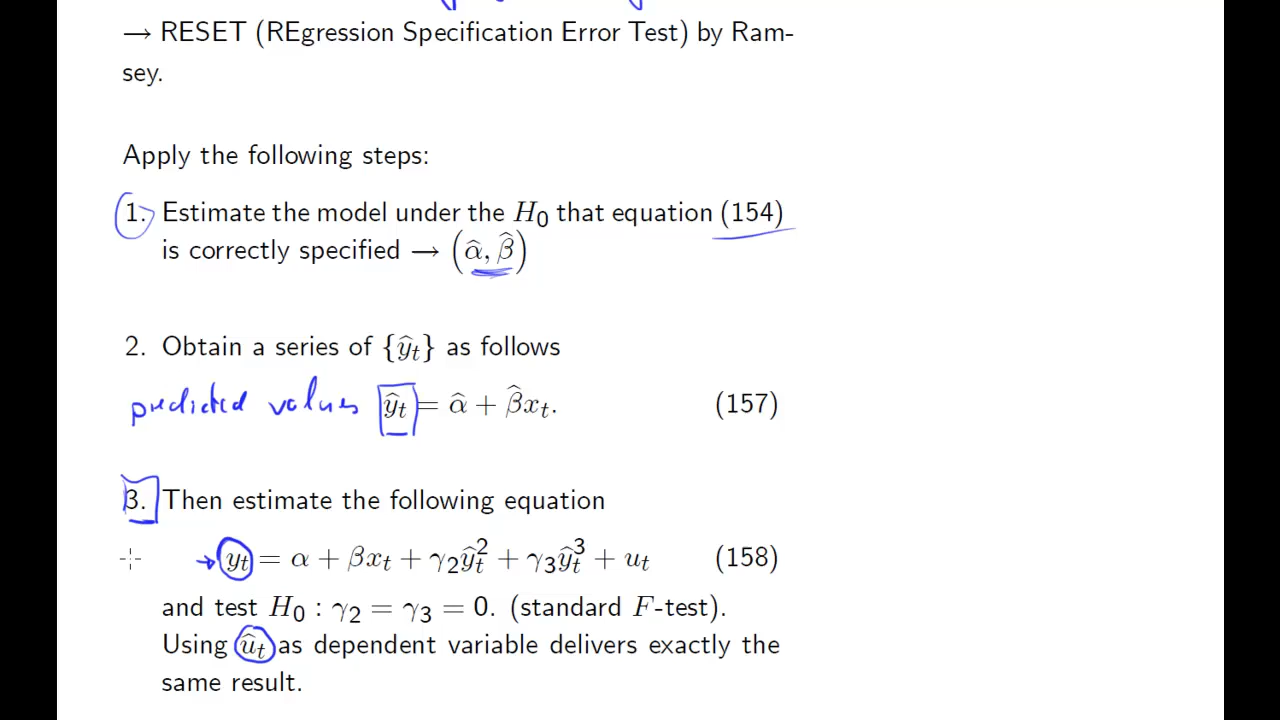 → RESET (REgression Specification Error Test) by Ram-
sey.
Apply the following steps:
1. Estimate the model under the H₀ that equation (154)
is correctly specified → (α̂, β̂)
2. Obtain a series of {ŷₜ} as follows
predicted values ŷₜ = α̂ + β̂xₜ. (157)
3. Then estimate the following equation
→ yₜ = α + βxₜ + γ₂ŷₜ² + γ₃ŷₜ³ + uₜ (158)
and test H₀ : γ₂ = γ₃ = 0. (standard F-test).
Using ûₜ as dependent variable delivers exactly the
same result.